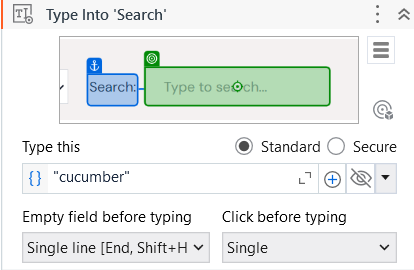 Type Into 'Search'
Search:
Type to search...
Type this
Standard
Secure
{} "cucumber"
Empty field before typing
Click before typing
Single line [End, Shift+H
Single